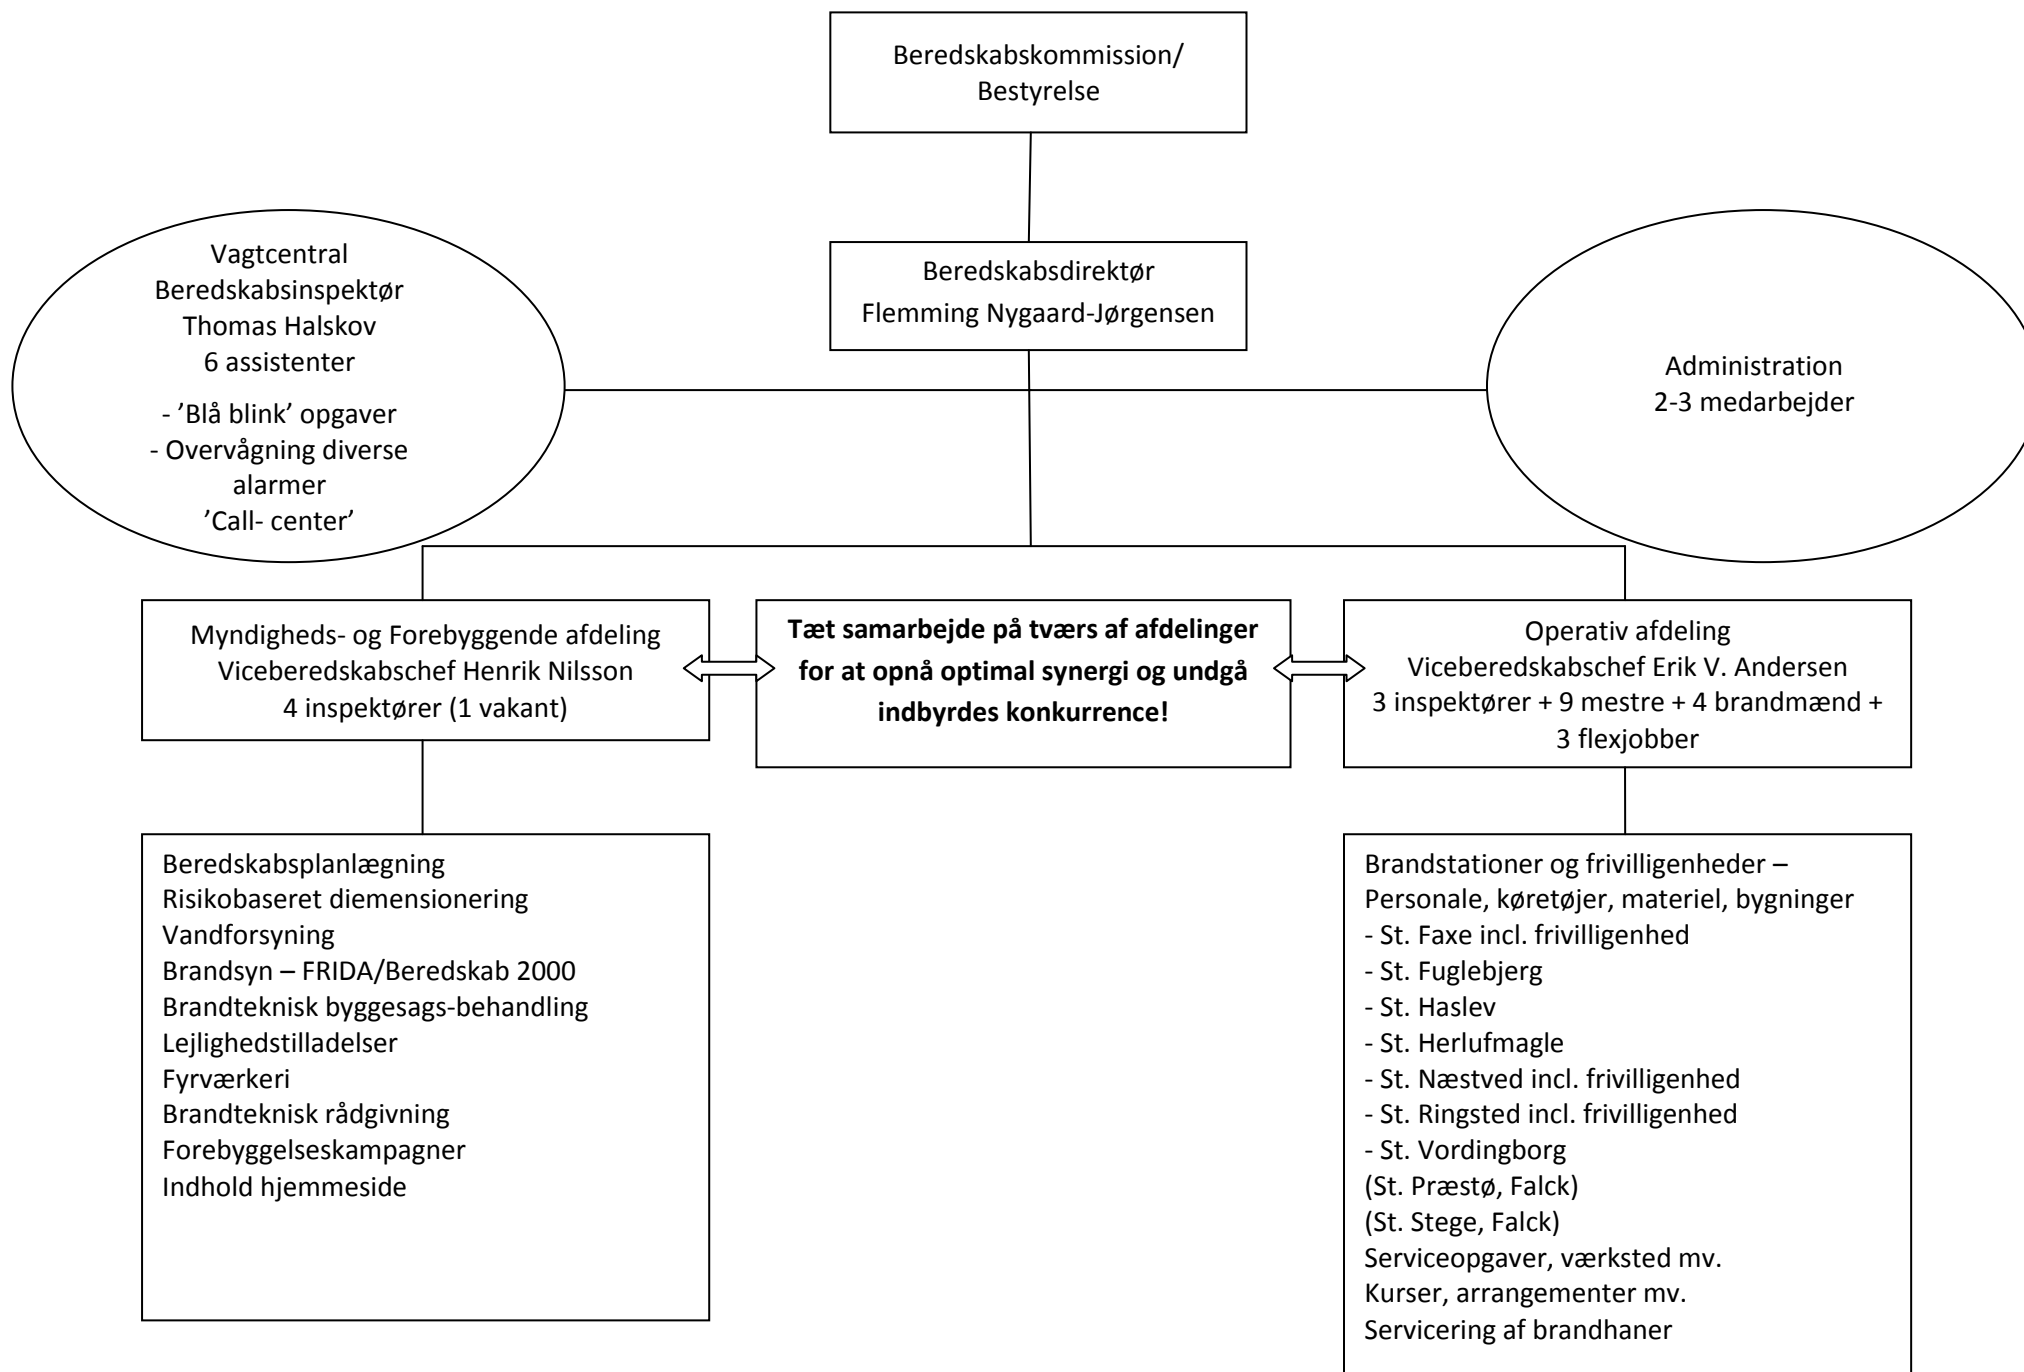 Beredskabskommission/
Bestyrelse
Beredskabsdirektør
Flemming Nygaard-Jørgensen
Vagtcentral
Beredskabsinspektør
Thomas Halskov
6 assistenter
- ’Blå blink’ opgaver
- Overvågning diverse
alarmer
’Call- center’
Administration
2-3 medarbejder
Myndigheds- og Forebyggende afdeling
Viceberedskabschef Henrik Nilsson
4 inspektører (1 vakant)
Tæt samarbejde på tværs af afdelinger
for at opnå optimal synergi og undgå
indbyrdes konkurrence!
Operativ afdeling
Viceberedskabschef Erik V. Andersen
3 inspektører + 9 mestre + 4 brandmænd +
3 flexjobber
Beredskabsplanlægning
Risikobaseret diemensionering
Vandforsyning
Brandsyn – FRIDA/Beredskab 2000
Brandteknisk byggesags-behandling
Lejlighedstilladelser
Fyrværkeri
Brandteknisk rådgivning
Forebyggelseskampagner
Indhold hjemmeside
Brandstationer og frivilligenheder –
Personale, køretøjer, materiel, bygninger
- St. Faxe incl. frivilligenhed
- St. Fuglebjerg
- St. Haslev
- St. Herlufmagle
- St. Næstved incl. frivilligenhed
- St. Ringsted incl. frivilligenhed
- St. Vordingborg
(St. Præstø, Falck)
(St. Stege, Falck)
Serviceopgaver, værksted mv.
Kurser, arrangementer mv.
Servicering af brandhaner